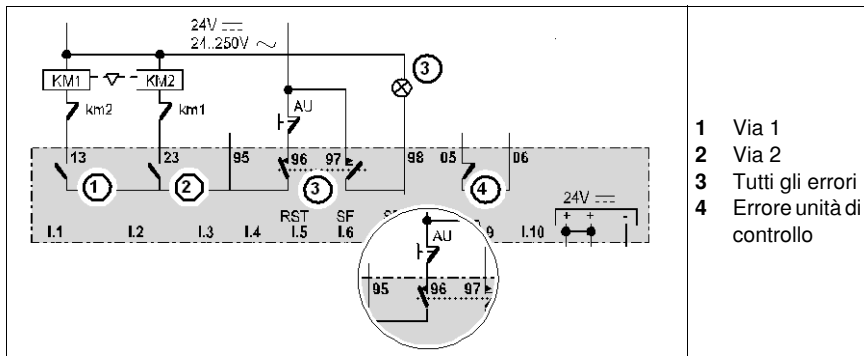 24V
24..250V ~
3
KM1
KM2
km2
km1
AU
13
23
95
96
97
98
05
06
1
2
3
4
24V
+ + -
RST
SF
I.1
I.2
I.3
I.4
I.5
I.6
9
I.10
AU
95
96
97
1 Via 1
2 Via 2
3 Tutti gli errori
4 Errore unità di
controllo